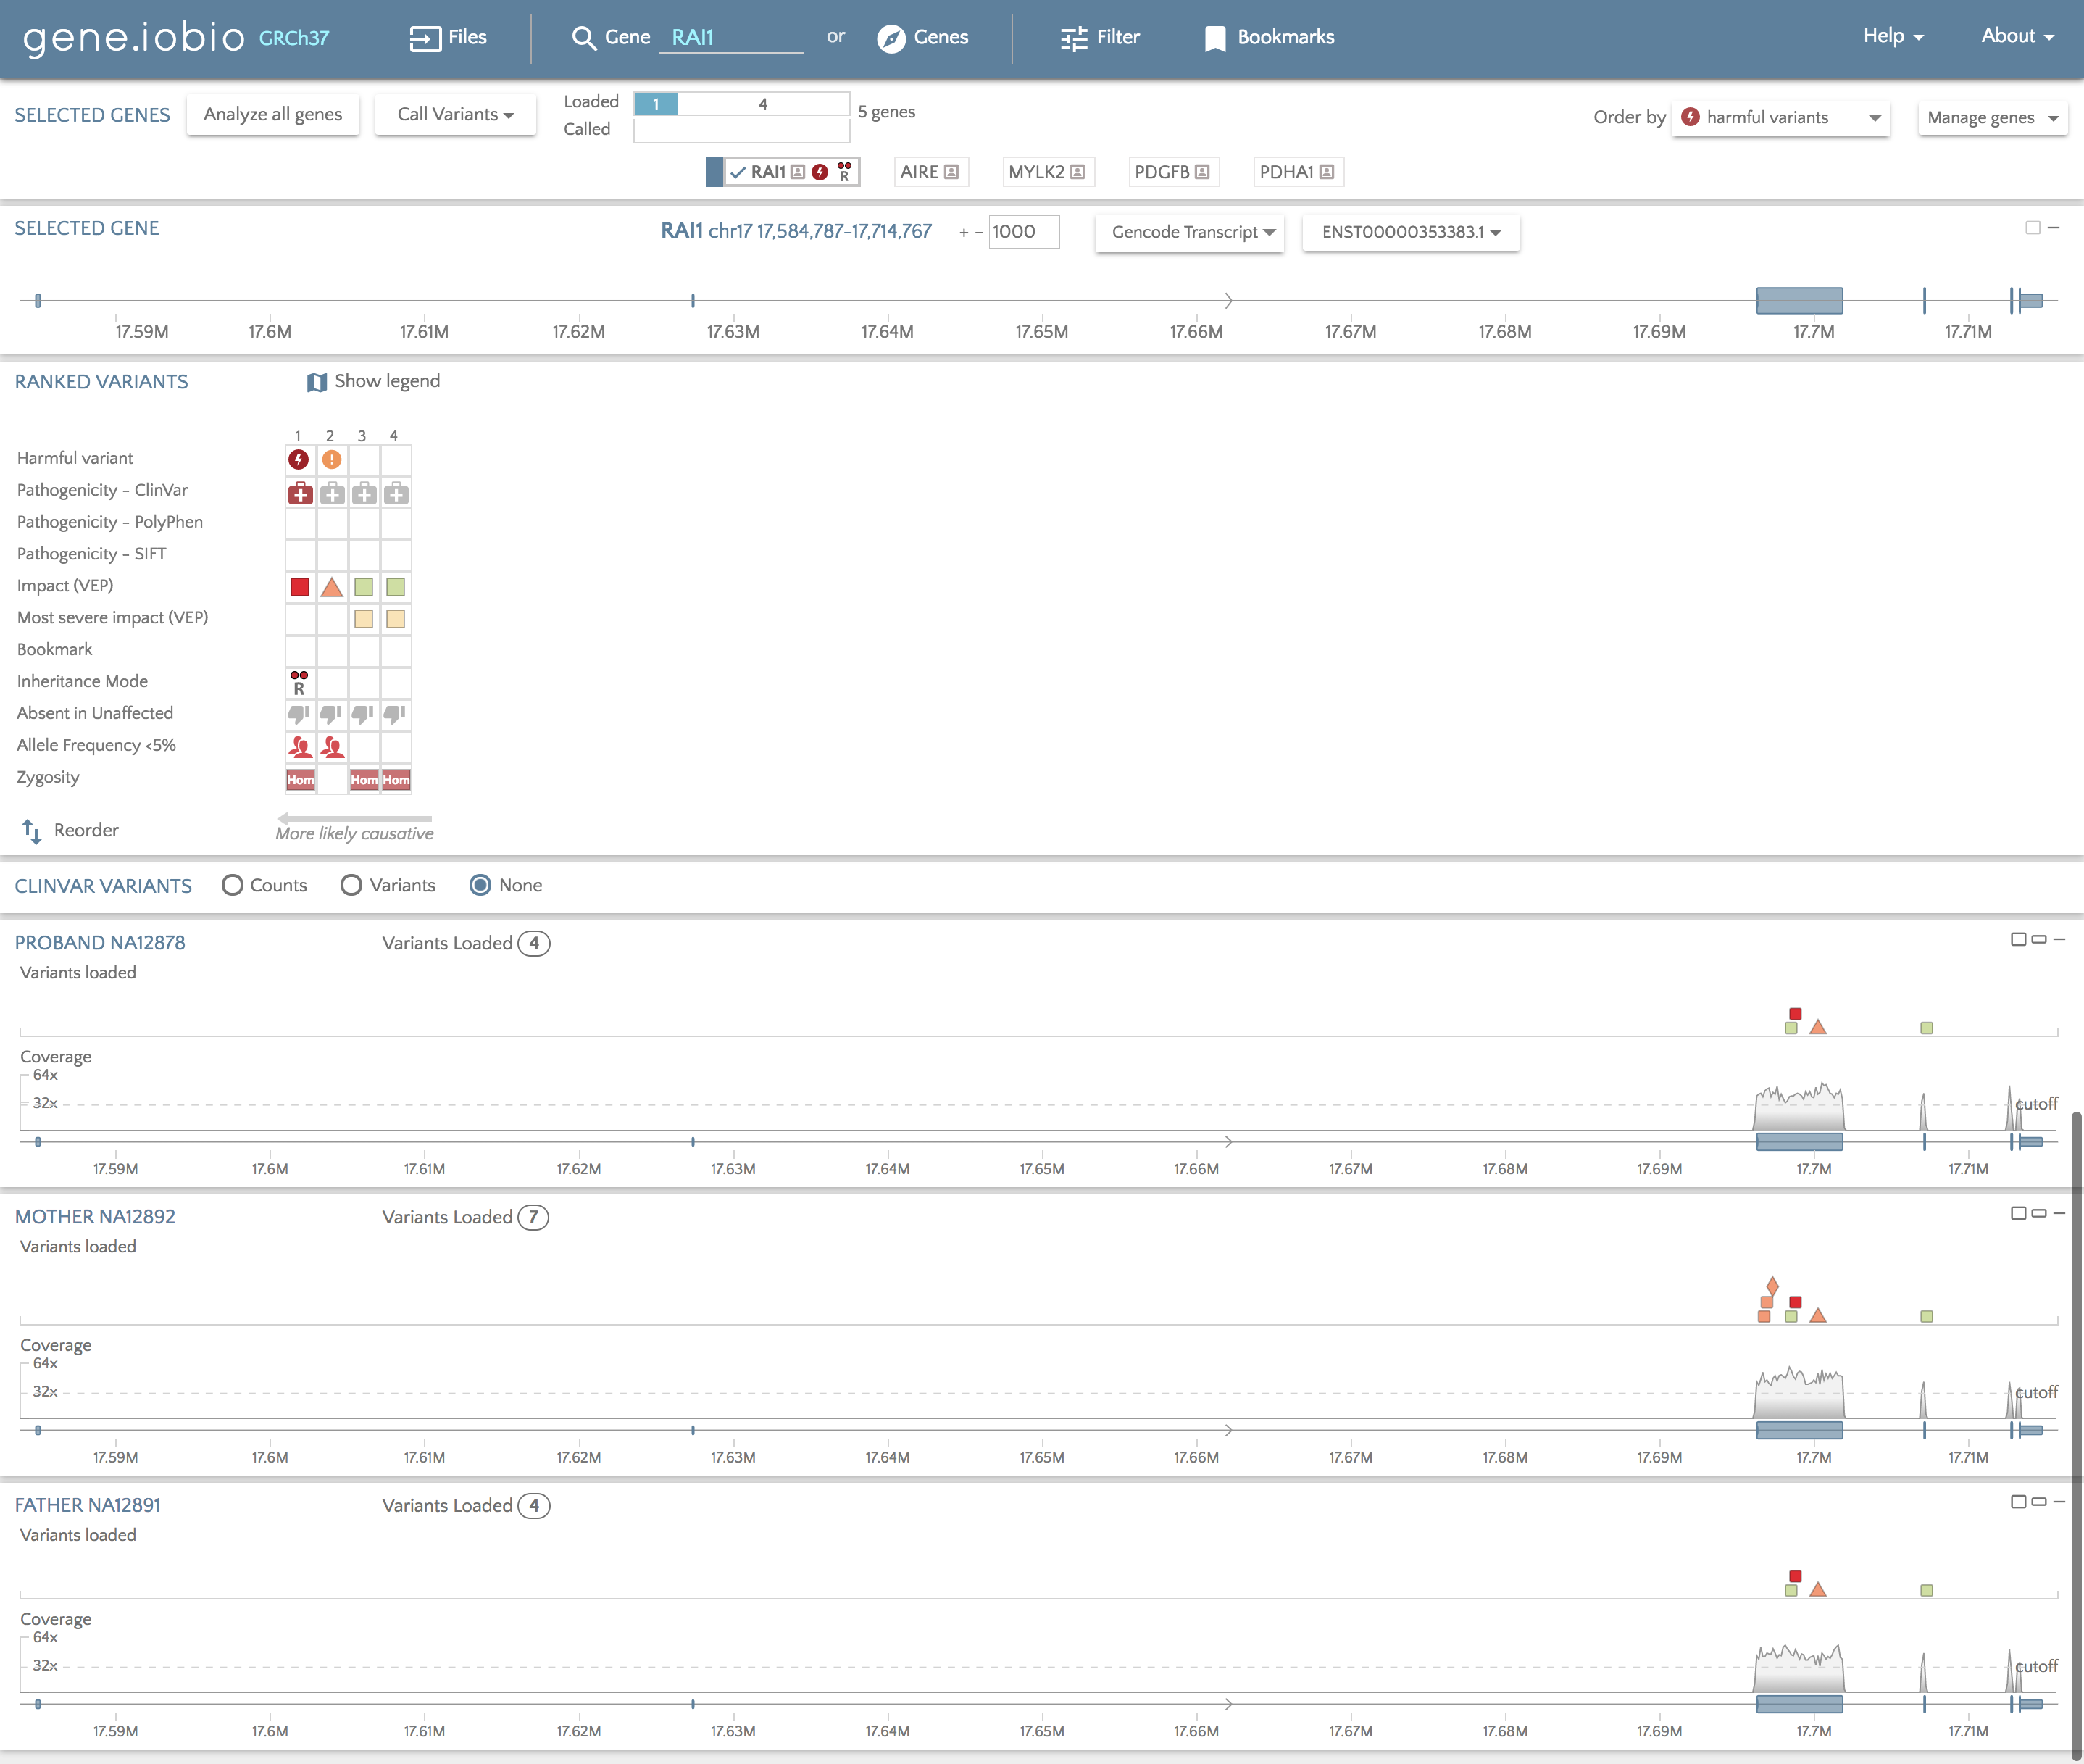 gene.iobio GRCh37 Files Gene RAI1 or Genes Filter Bookmarks Help About
SELECTED GENES Analyze all genes Call Variants Loaded 1 4 5 genes Order by harmful variants Manage genes
Called
RAI1 R AIRE MYLK2 PDGFB PDHA1
SELECTED GENE RAI1 chr17 17,584,787-17,714,767 + - 1000 Gencode Transcript ENST00000353383.1
17.59M 17.6M 17.61M 17.62M 17.63M 17.64M 17.65M 17.66M 17.67M 17.68M 17.69M 17.7M 17.71M
RANKED VARIANTS Show legend
1 2 3 4
Harmful variant
Pathogenicity - ClinVar
Pathogenicity - PolyPhen
Pathogenicity - SIFT
Impact (VEP)
Most severe impact (VEP)
Bookmark
Inheritance Mode R
Absent in Unaffected
Allele Frequency <5%
Zygosity Hom Hom Hom
Reorder More likely causative
CLINVAR VARIANTS Counts Variants None
PROBAND NA12878 Variants Loaded 4
Variants loaded
Coverage
64x
32x cutoff
17.59M 17.6M 17.61M 17.62M 17.63M 17.64M 17.65M 17.66M 17.67M 17.68M 17.69M 17.7M 17.71M
MOTHER NA12892 Variants Loaded 7
Variants loaded
Coverage
64x
32x cutoff
17.59M 17.6M 17.61M 17.62M 17.63M 17.64M 17.65M 17.66M 17.67M 17.68M 17.69M 17.7M 17.71M
FATHER NA12891 Variants Loaded 4
Variants loaded
Coverage
64x
32x cutoff
17.59M 17.6M 17.61M 17.62M 17.63M 17.64M 17.65M 17.66M 17.67M 17.68M 17.69M 17.7M 17.71M